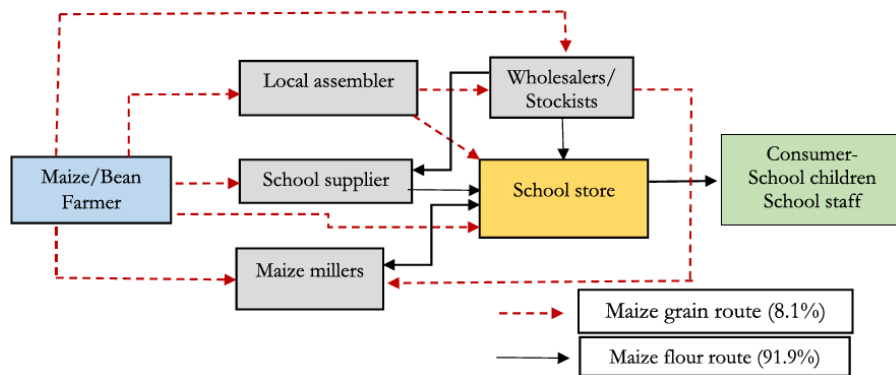 Local assembler
Wholesalers/
Stockists
Maize/Bean
Farmer
School supplier
School store
Consumer-
School children
School staff
Maize millers
Maize grain route (8.1%)
Maize flour route (91.9%)